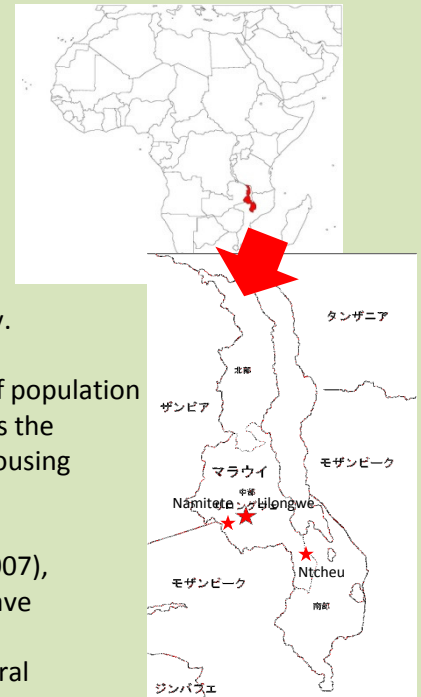 y.
f population
s the
ousing
007),
ave
ral
タンザニア
北部
ザンビア
マラウイ
モザンビーク
中部
Namitete
Lilongwe
Ntcheu
モザンビーク
南部
ジンバブエ